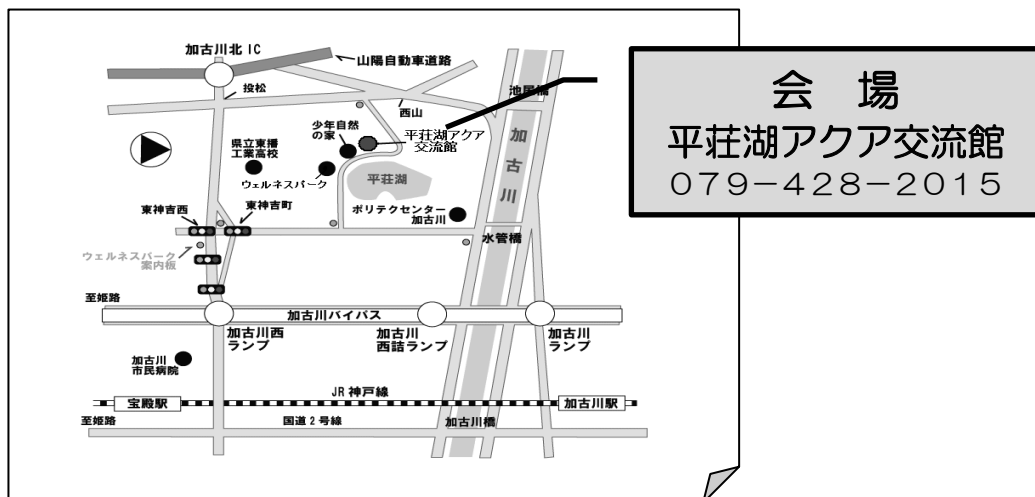 加古川北IC
山陽自動車道路
投松
西山
池尻橋
会　場
平荘湖アクア交流館
079－428－2015
少年自然
の家
平荘湖アクア
交流館
県立東播
工業高校
ウェルネスパーク
平荘湖
加古川
ポリテクセンター
加古川
東神吉西
東神吉町
水管橋
ウェルネスパーク
案内板
至姫路
加古川バイパス
加古川西
ランプ
加古川
西詰ランプ
加古川
ランプ
加古川
市民病院
JR神戸線
宝殿駅
加古川駅
至姫路
国道2号線
加古川橋